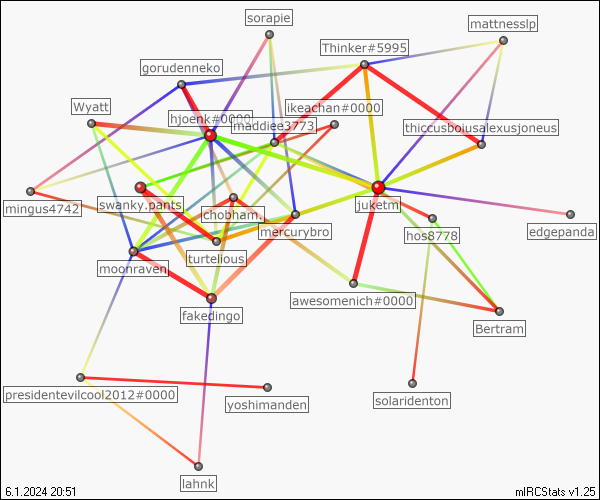 sorapie
mattnesslp
Thinker#5995
gorudenneko
ikeachan#0000
Wyatt
hjoenk#0000
maddiee3773
thiccusboiusalexusjoneus
swanky.pants
juketm
mingus4742
chobham
mercurybro
hos8778
edgepanda
turtelious
moonraven
awesomenich#0000
fakedingo
Bertram
presidentevilcool2012#0000
yoshimanden
solaridenton
lahnk
6.1.2024 20:51
mIRCStats v1.25